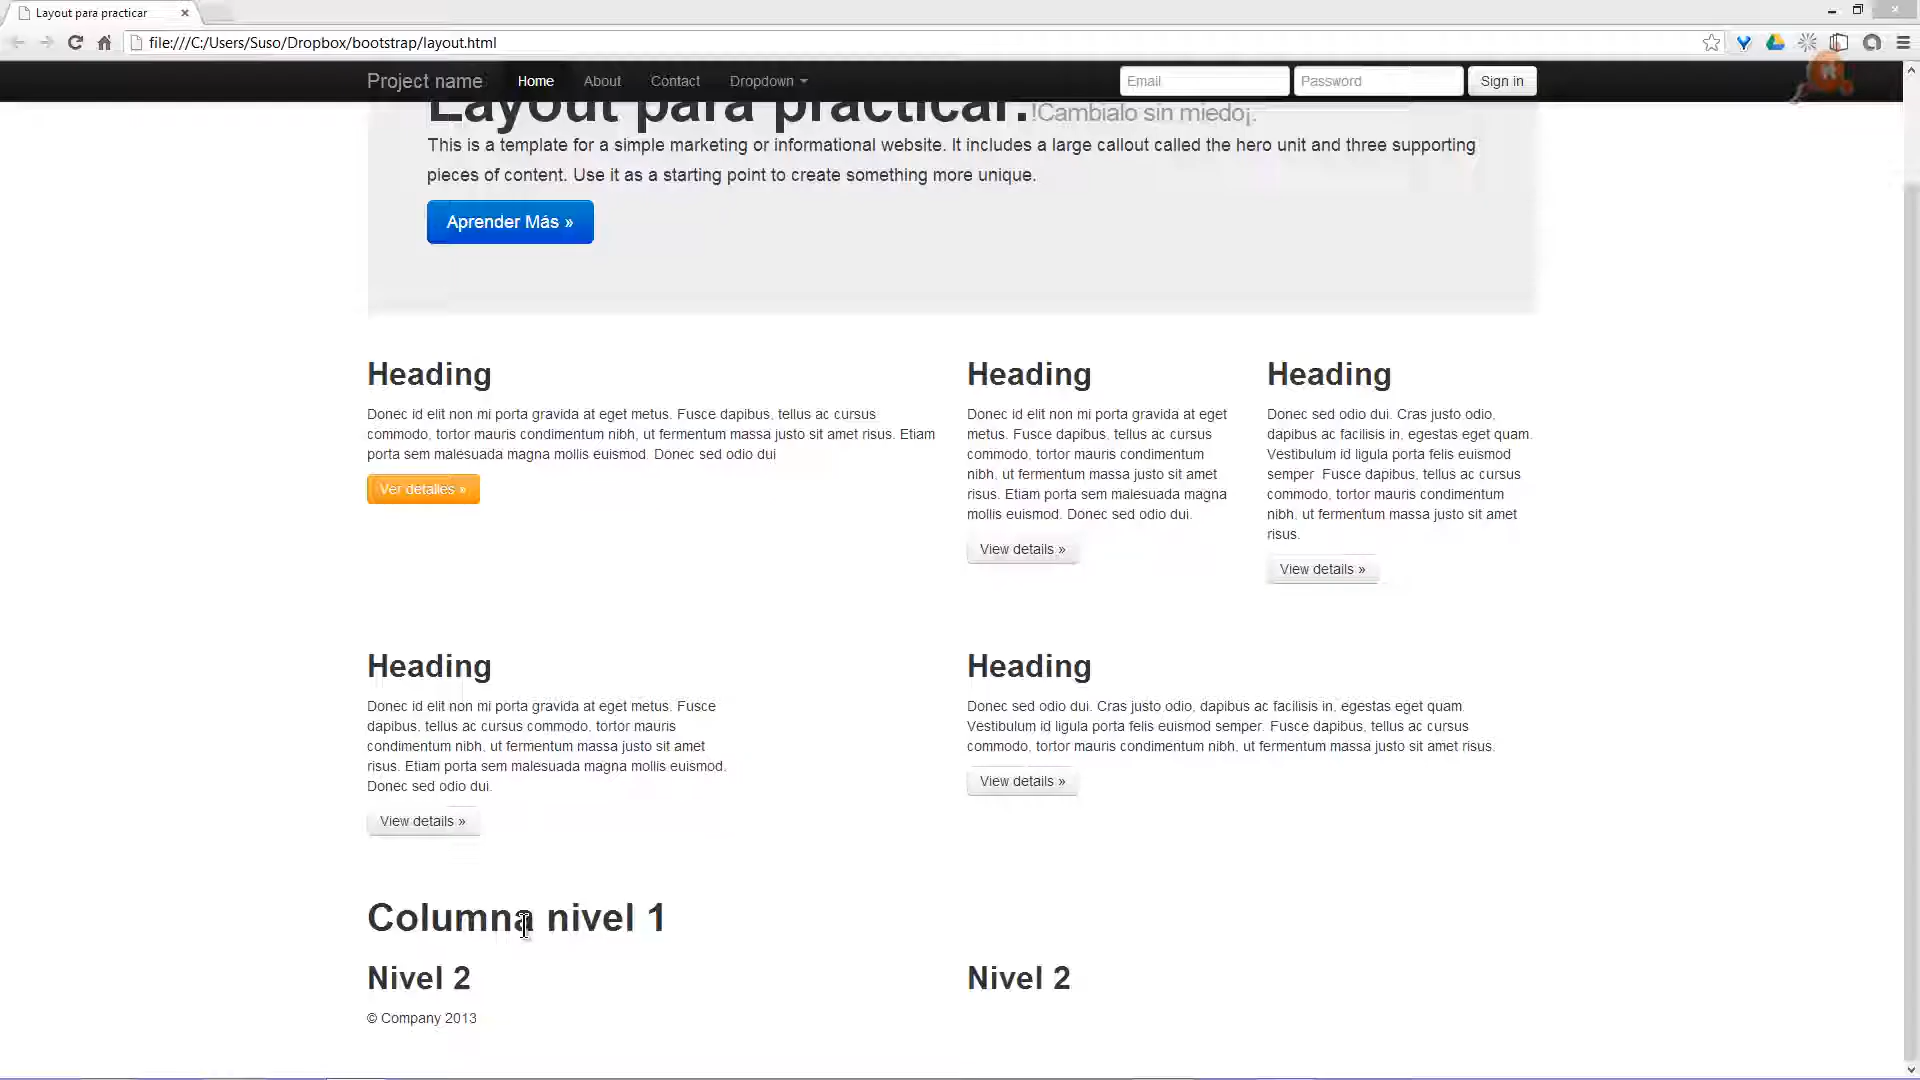 Layout para practicar
file:///C:/Users/Suso/Dropbox/bootstrap/layout.html
Project name Home About Contact Dropdown Email Password Sign in
Layout para practicar. !Cambialo sin miedo¡.
This is a template for a simple marketing or informational website. It includes a large callout called the hero unit and three supporting
pieces of content. Use it as a starting point to create something more unique.
Aprender Más »
Heading
Donec id elit non mi porta gravida at eget metus. Fusce dapibus, tellus ac cursus
commodo, tortor mauris condimentum nibh, ut fermentum massa justo sit amet risus. Etiam
porta sem malesuada magna mollis euismod. Donec sed odio dui
Ver detalles »
Heading
Donec id elit non mi porta gravida at eget
metus. Fusce dapibus, tellus ac cursus
commodo, tortor mauris condimentum
nibh, ut fermentum massa justo sit amet
risus. Etiam porta sem malesuada magna
mollis euismod. Donec sed odio dui.
View details »
Heading
Donec sed odio dui. Cras justo odio,
dapibus ac facilisis in, egestas eget quam.
Vestibulum id ligula porta felis euismod
semper. Fusce dapibus, tellus ac cursus
commodo, tortor mauris condimentum
nibh, ut fermentum massa justo sit amet
risus.
View details »
Heading
Donec id elit non mi porta gravida at eget metus. Fusce
dapibus, tellus ac cursus commodo, tortor mauris
condimentum nibh, ut fermentum massa justo sit amet
risus. Etiam porta sem malesuada magna mollis euismod.
Donec sed odio dui.
View details »
Heading
Donec sed odio dui. Cras justo odio, dapibus ac facilisis in, egestas eget quam.
Vestibulum id ligula porta felis euismod semper. Fusce dapibus, tellus ac cursus
commodo, tortor mauris condimentum nibh, ut fermentum massa justo sit amet risus.
View details »
Columna nivel 1
Nivel 2
Nivel 2
© Company 2013